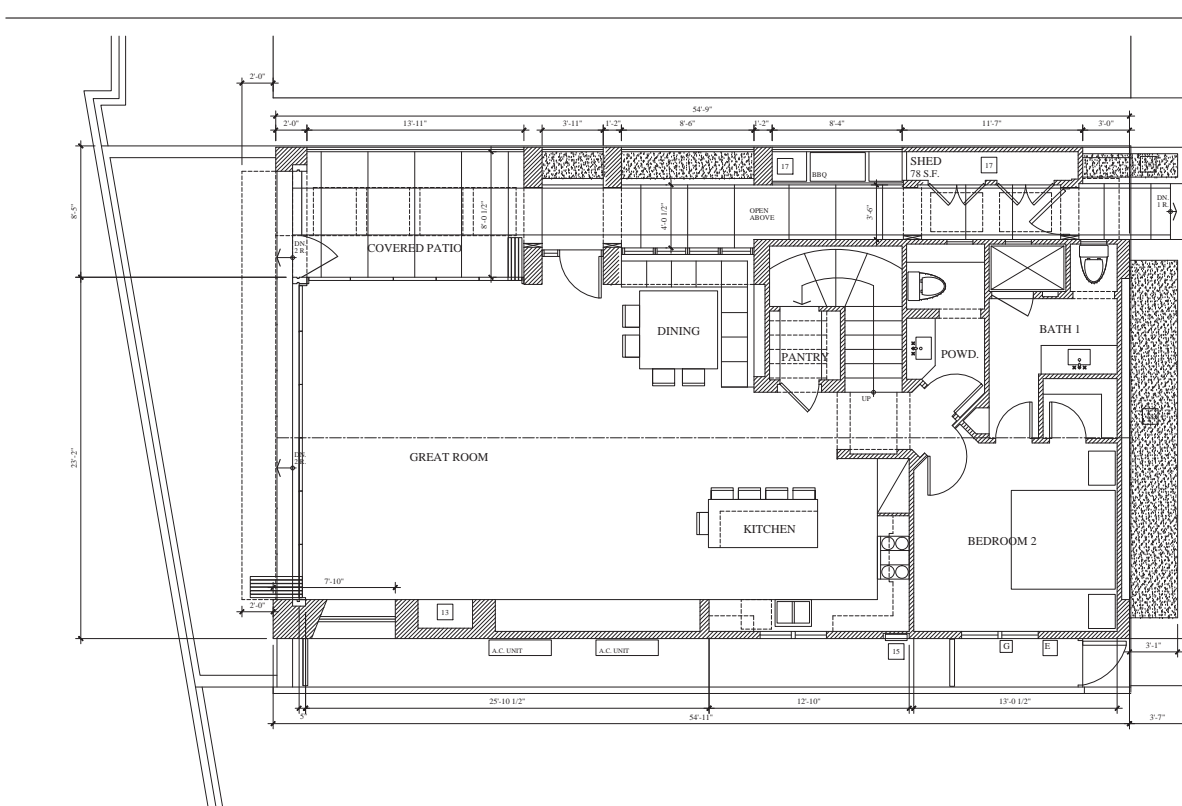 2'-0"
54'-9"
2'-0" 13'-11" 3'-11" 1'-2" 8'-6" 1'-2" 8'-4" 11'-7" 3'-0"
17
BBQ
SHED
78 S.F.
17
8'-5"
8'-0 1/2"
4'-0 1/2"
OPEN
ABOVE
3'-6"
DN.
1 R.
DN.
2 R.
COVERED PATIO
DINING
PANTRY
POWD.
BATH 1
UP
23'-2"
DN.
2 R.
GREAT ROOM
KITCHEN
BEDROOM 2
7'-10"
2'-0"
13
A.C. UNIT
A.C. UNIT
15
G
E
3'-1"
25'-10 1/2" 12'-10" 13'-0 1/2"
5"
54'-11" 3'-7"